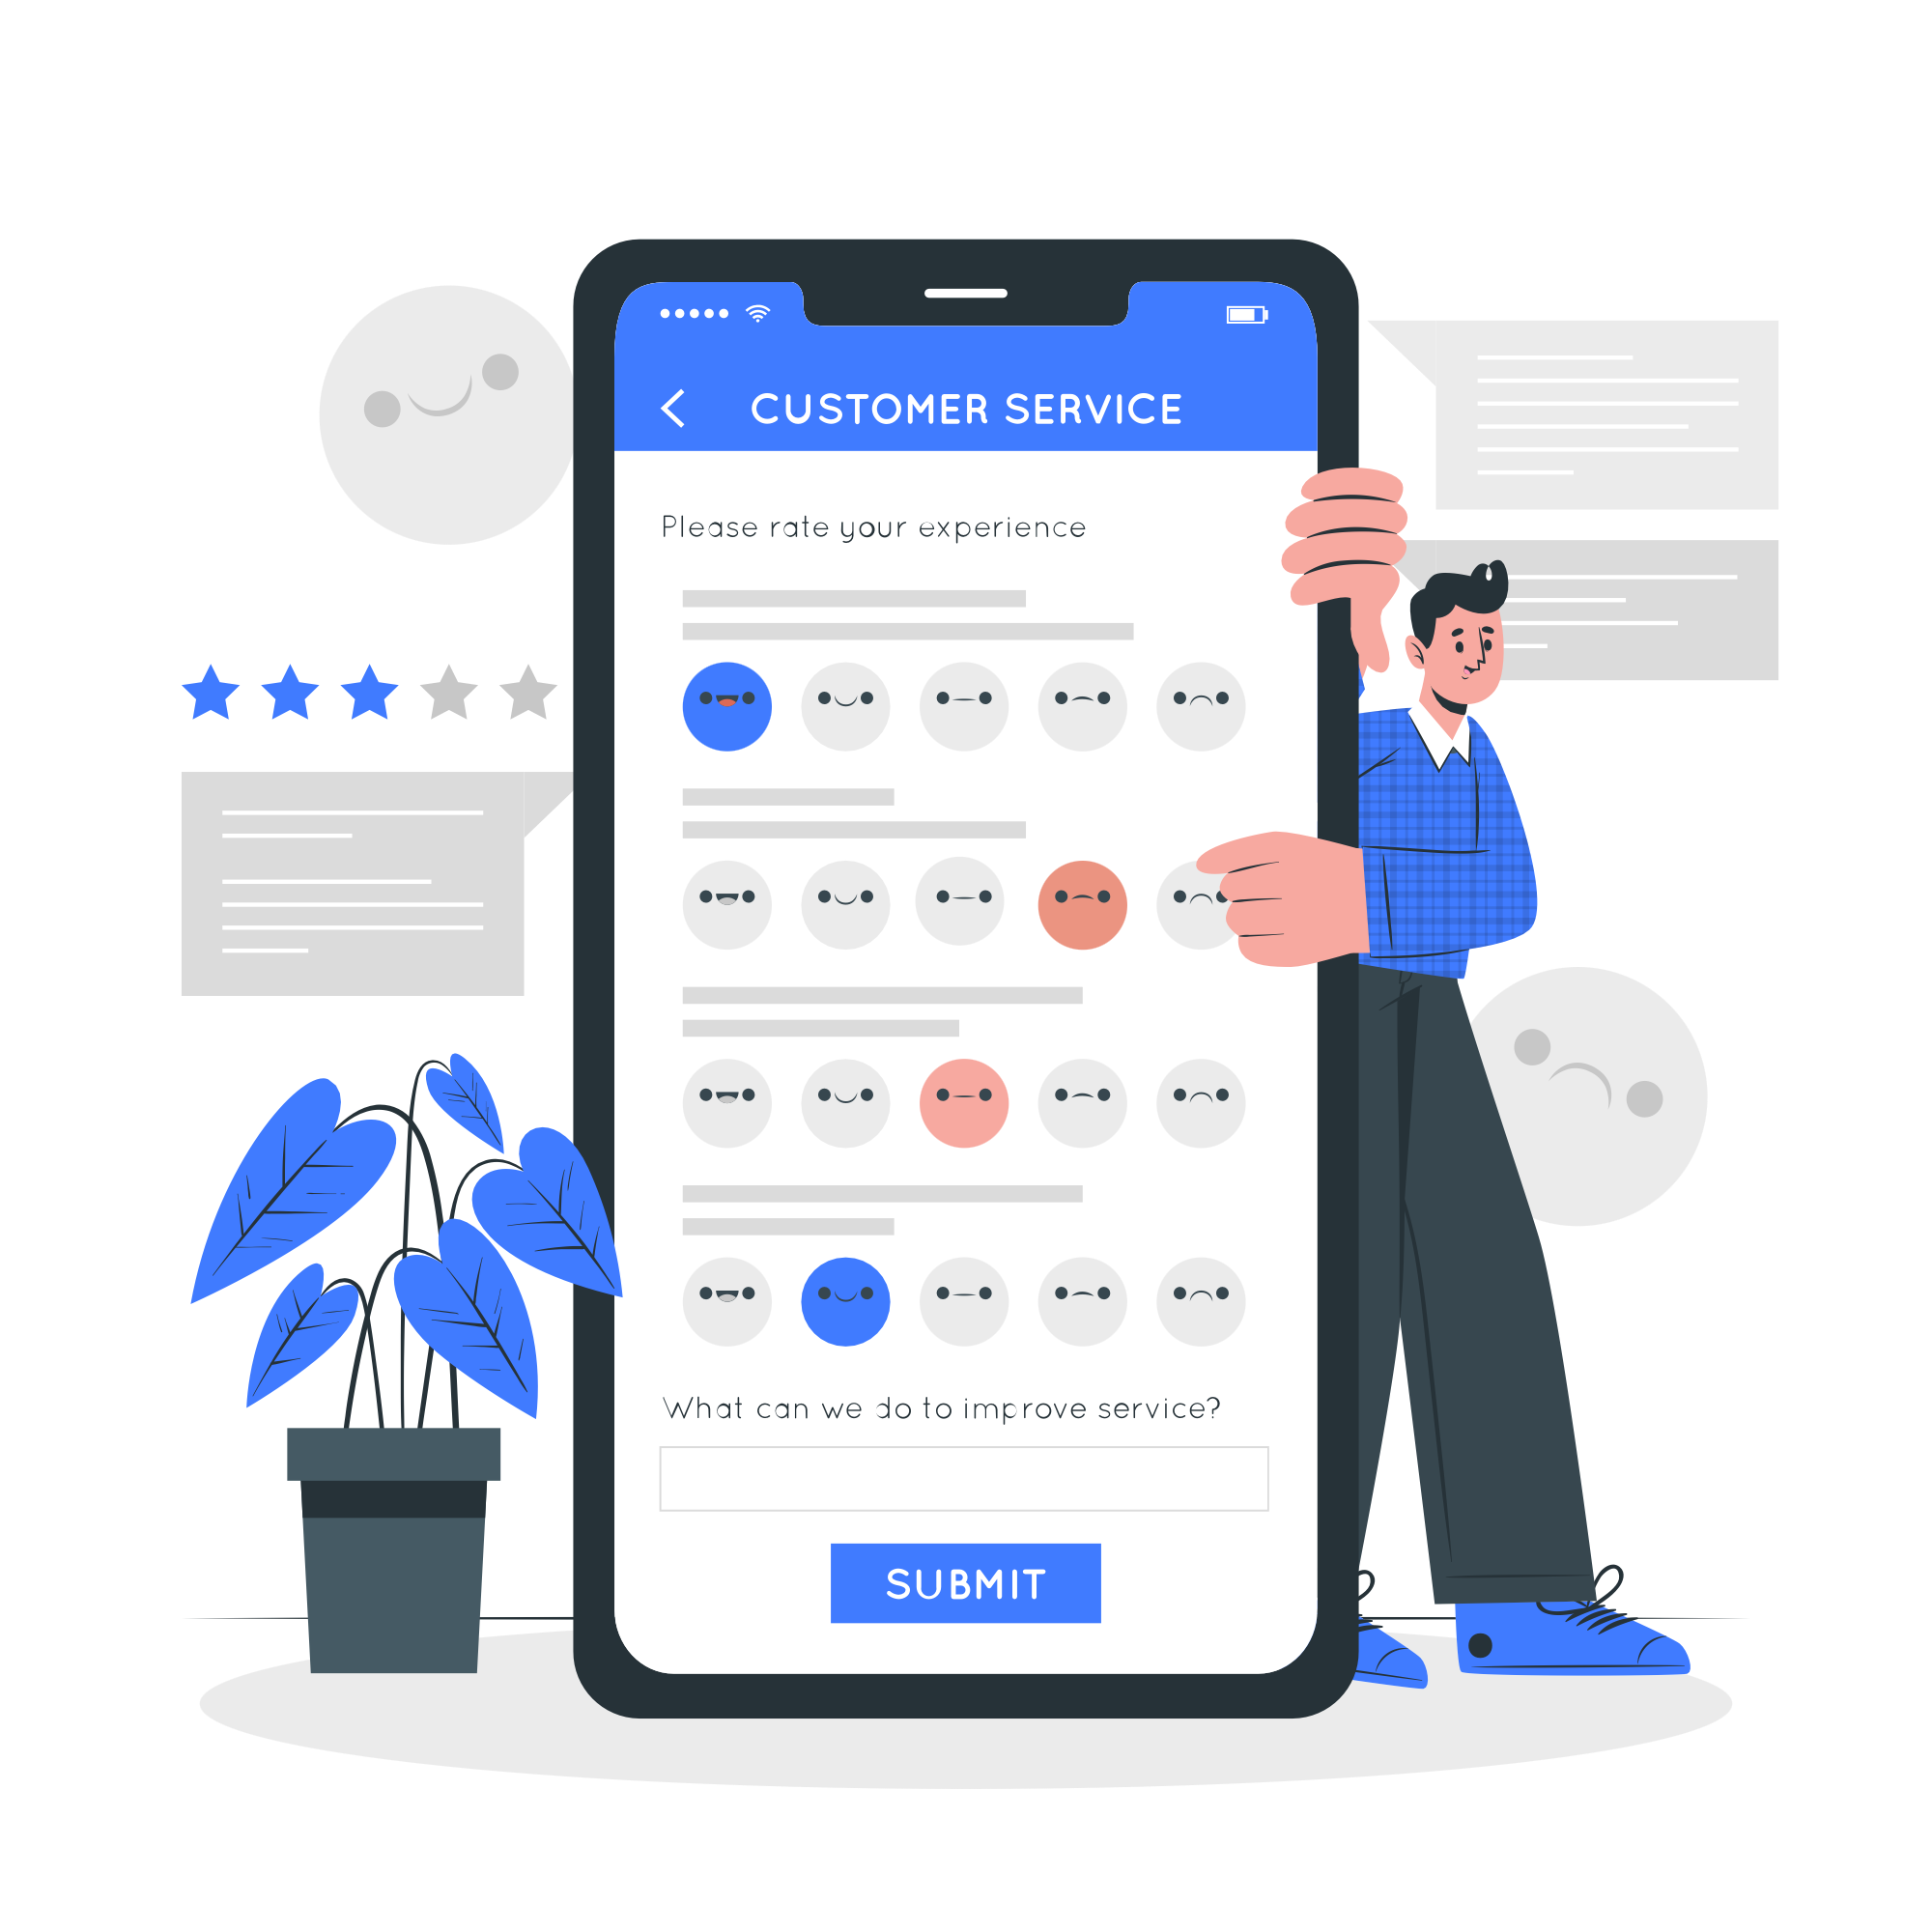 CUSTOMER SERVICE
Please rate your experience
What can we do to improve service?
SUBMIT